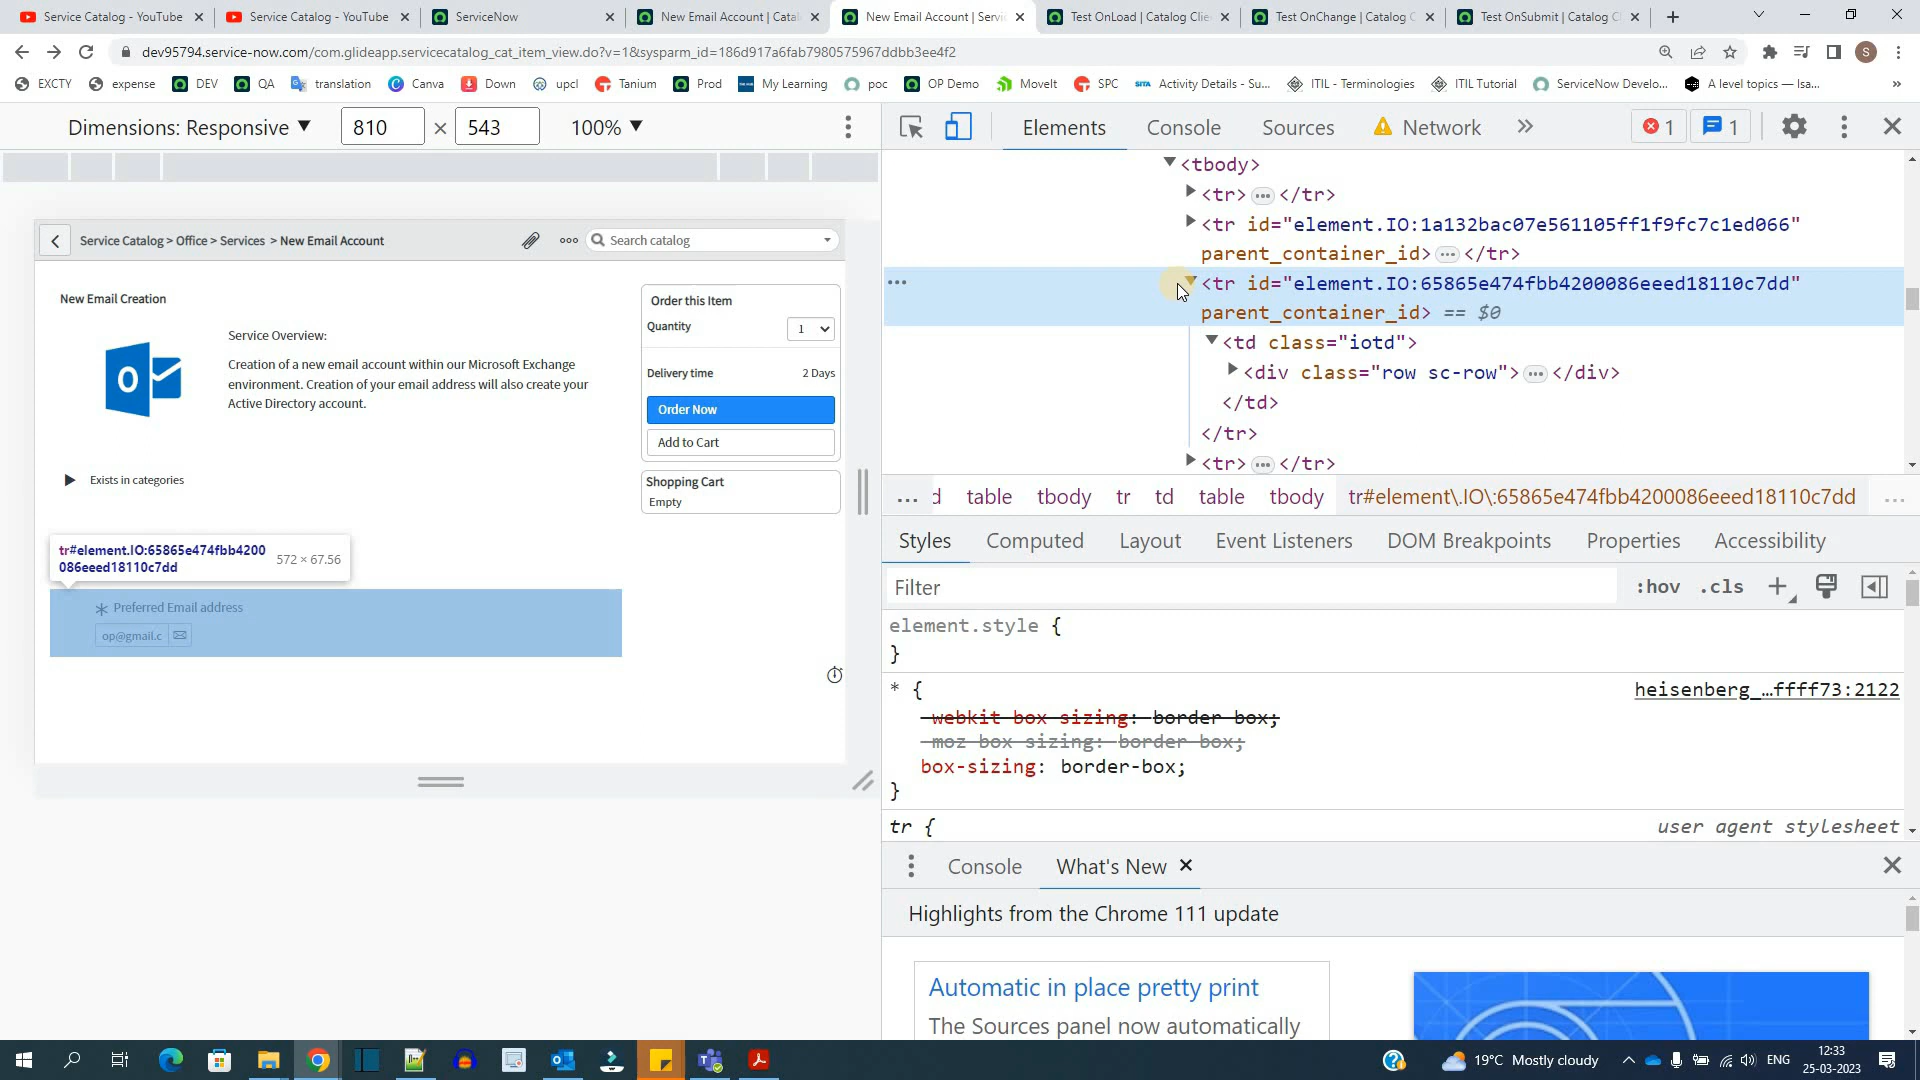 Service Catalog - YouTube
Service Catalog - YouTube
ServiceNow
New Email Account | Cata
New Email Account | Servi
Test OnLoad | Catalog Clie
Test OnChange | Catalog C
Test OnSubmit | Catalog C
dev95794.service-now.com/com.glideapp.servicecatalog_cat_item_view.do?v=1&sysparm_id=186d917a6fab7980575967ddbb3ee4f2
S
EXCTY
expense
DEV
QA
translation
Canva
Down
upcl
Tanium
Prod
My Learning
poc
OP Demo
MoveIt
SPC
SITA
Activity Details - Su...
ITIL - Terminologies
ITIL Tutorial
ServiceNow Develo...
A level topics — Isa...
»
Dimensions: Responsive
810
×
543
100%
Elements
Console
Sources
Network
»
1
1
Service Catalog > Office > Services > New Email Account
Search catalog
New Email Creation
Service Overview:
Creation of a new email account within our Microsoft Exchange
environment. Creation of your email address will also create your
Active Directory account.
Order this Item
Quantity
1
Delivery time
2 Days
Order Now
Add to Cart
Shopping Cart
Empty
Exists in categories
tr#element.IO:65865e474fbb4200
086eeed18110c7dd
572 × 67.56
Preferred Email address
op@gmail.c
<tbody>
<tr>…</tr>
<tr id="element.IO:1a132bac07e561105ff1f9fc7c1ed066"
parent_container_id>…</tr>
<tr id="element.IO:65865e474fbb4200086eeed18110c7dd"
parent_container_id> == $0
<td class="iotd">
<div class="row sc-row">…</div>
</td>
</tr>
<tr>…</tr>
... d table tbody tr td table tbody tr#element\.IO\:65865e474fbb4200086eeed18110c7dd ...
Styles
Computed
Layout
Event Listeners
DOM Breakpoints
Properties
Accessibility
Filter
:hov
.cls
element.style {
}
* {
heisenberg_…ffff73:2122
-webkit-box-sizing: border-box;
-moz-box-sizing: border-box;
box-sizing: border-box;
}
tr {
user agent stylesheet
Console
What's New
Highlights from the Chrome 111 update
Automatic in place pretty print
The Sources panel now automatically
19°C Mostly cloudy
ENG
12:33
25-03-2023